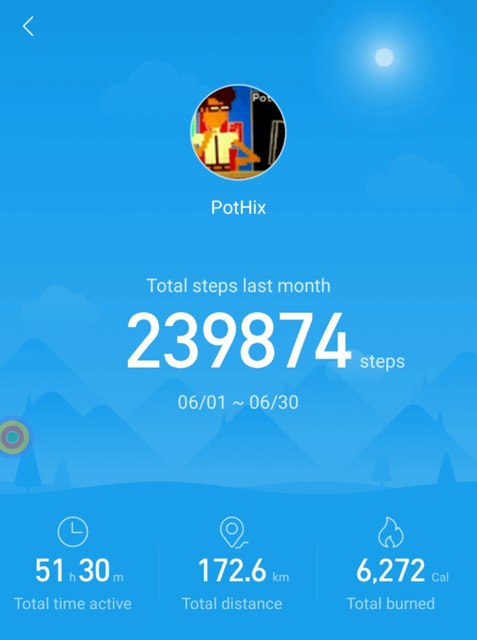 Pot
PotHix
Total steps last month
239874 steps
06/01 ~ 06/30
51 h 30 m 172.6 km 6,272 Cal
Total time active Total distance Total burned